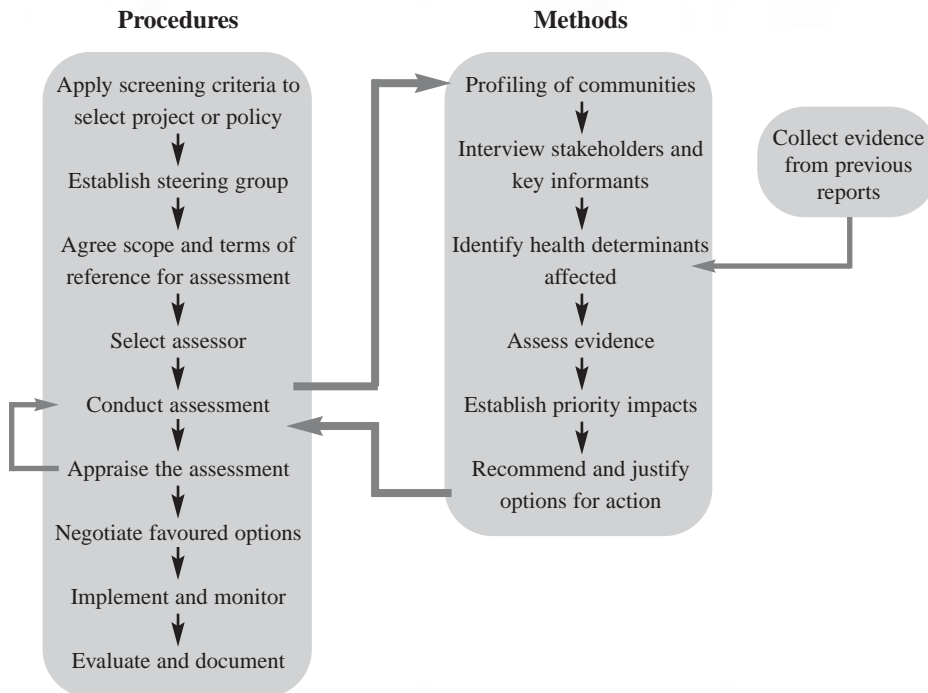 Procedures
Apply screening criteria to
select project or policy
Establish steering group
Agree scope and terms of
reference for assessment
Select assessor
Conduct assessment
Appraise the assessment
Negotiate favoured options
Implement and monitor
Evaluate and document
Methods
Profiling of communities
Interview stakeholders and
key informants
Identify health determinants
affected
Assess evidence
Establish priority impacts
Recommend and justify
options for action
Collect evidence
from previous
reports